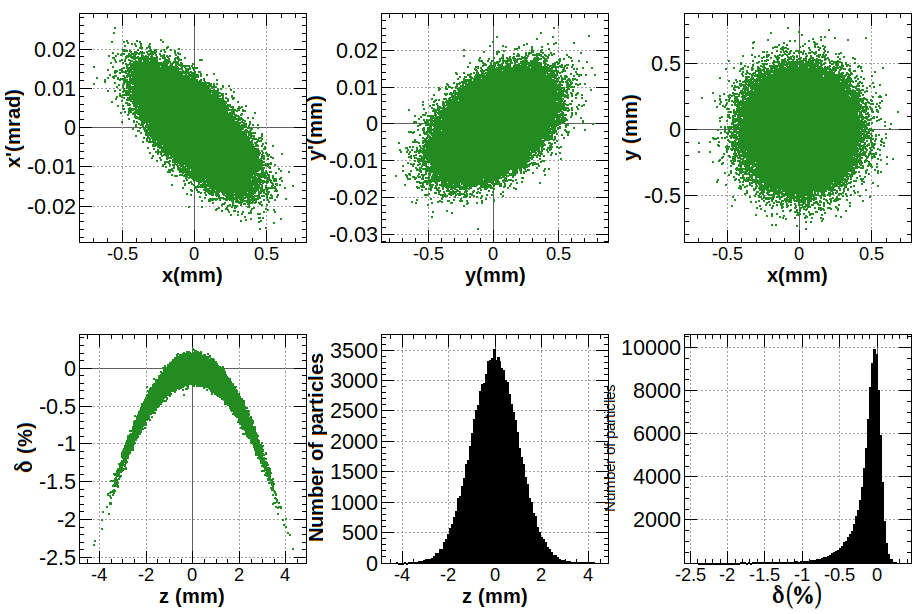 0.02
0.01
0
-0.01
-0.02
x'(mrad)
-0.5 0 0.5
x(mm)
0.02
0.01
0
-0.01
-0.02
-0.03
y'(mm)
-0.5 0 0.5
y(mm)
0.5
0
-0.5
y (mm)
-0.5 0 0.5
x(mm)
0
-0.5
-1
-1.5
-2
-2.5
δ (%)
-4 -2 0 2 4
z (mm)
3500
3000
2500
2000
1500
1000
500
0
Number of particles
-4 -2 0 2 4
z (mm)
10000
8000
6000
4000
2000
Number of particles
-2.5 -2 -1.5 -1 -0.5 0
δ(%)